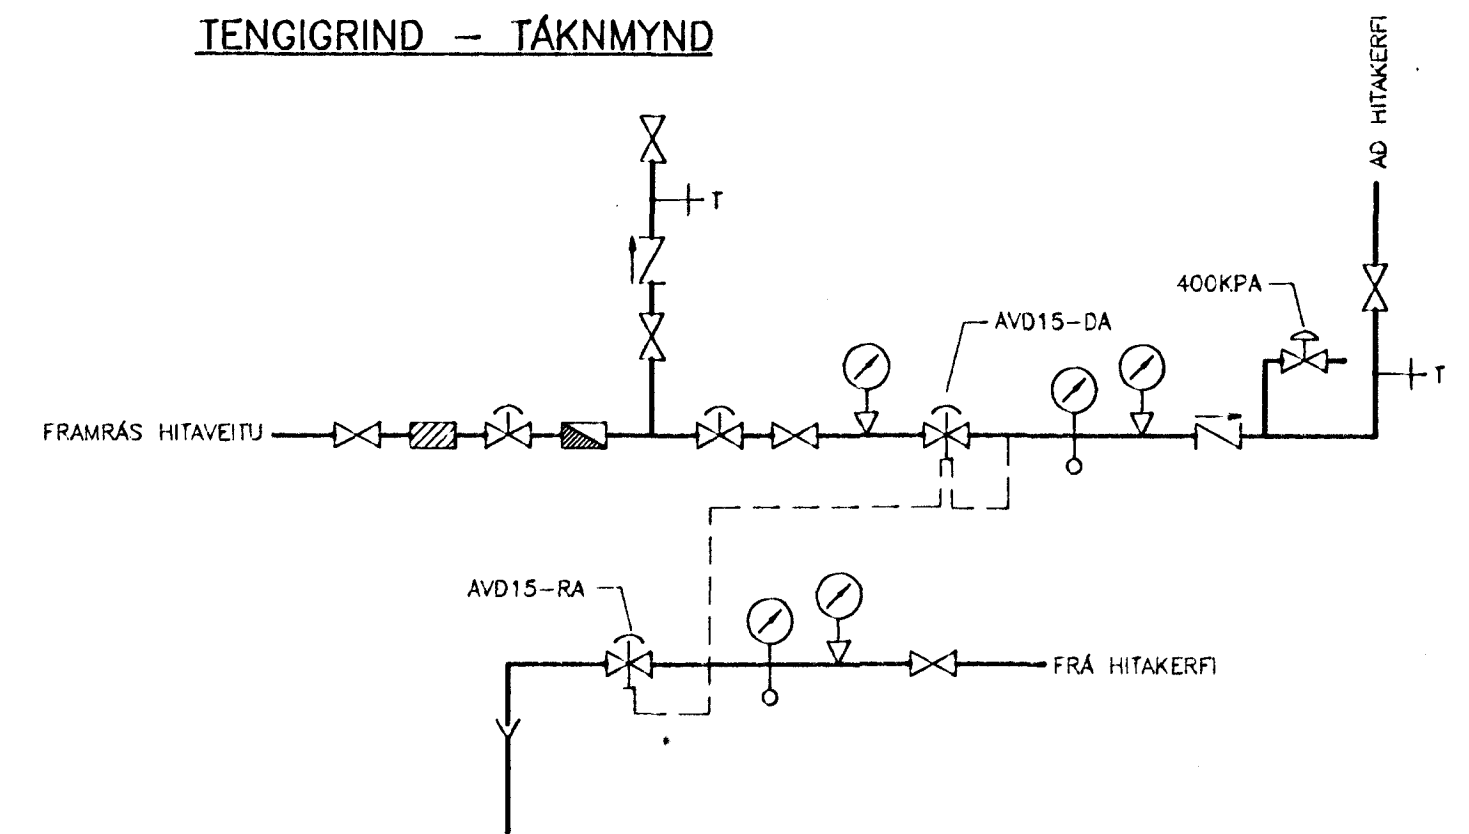 TENGIGRIND – TÁKNMYND
AÐ HITAKERFI
T
400KPA
AVD15-DA
T
FRAMRÁS HITAVEITU
AVD15-RA
FRÁ HITAKERFI